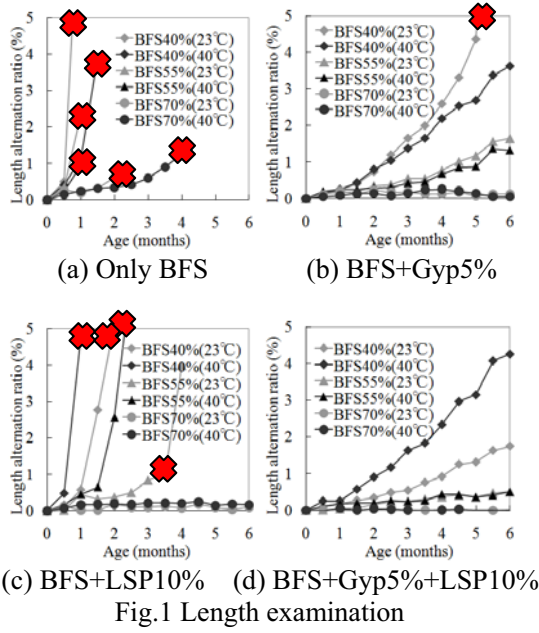 Length alternation ratio (%)
5
4
3
2
1
0
BFS40%(23℃)
BFS40%(40℃)
BFS55%(23℃)
BFS55%(40℃)
BFS70%(23℃)
BFS70%(40℃)
0 1 2 3 4 5 6
Age (months)
(a) Only BFS
Length alternation ratio (%)
5
4
3
2
1
0
BFS40%(23℃)
BFS40%(40℃)
BFS55%(23℃)
BFS55%(40℃)
BFS70%(23℃)
BFS70%(40℃)
0 1 2 3 4 5 6
Age (months)
(b) BFS+Gyp5%
Length alternation ratio (%)
5
4
3
2
1
0
BFS40%(23℃)
BFS40%(40℃)
BFS55%(23℃)
BFS55%(40℃)
BFS70%(23℃)
BFS70%(40℃)
0 1 2 3 4 5 6
Age (months)
(c) BFS+LSP10%
Length alternation ratio (%)
5
4
3
2
1
0
BFS40%(23℃)
BFS40%(40℃)
BFS55%(23℃)
BFS55%(40℃)
BFS70%(23℃)
BFS70%(40℃)
0 1 2 3 4 5 6
Age (months)
(d) BFS+Gyp5%+LSP10%
Fig.1 Length examination